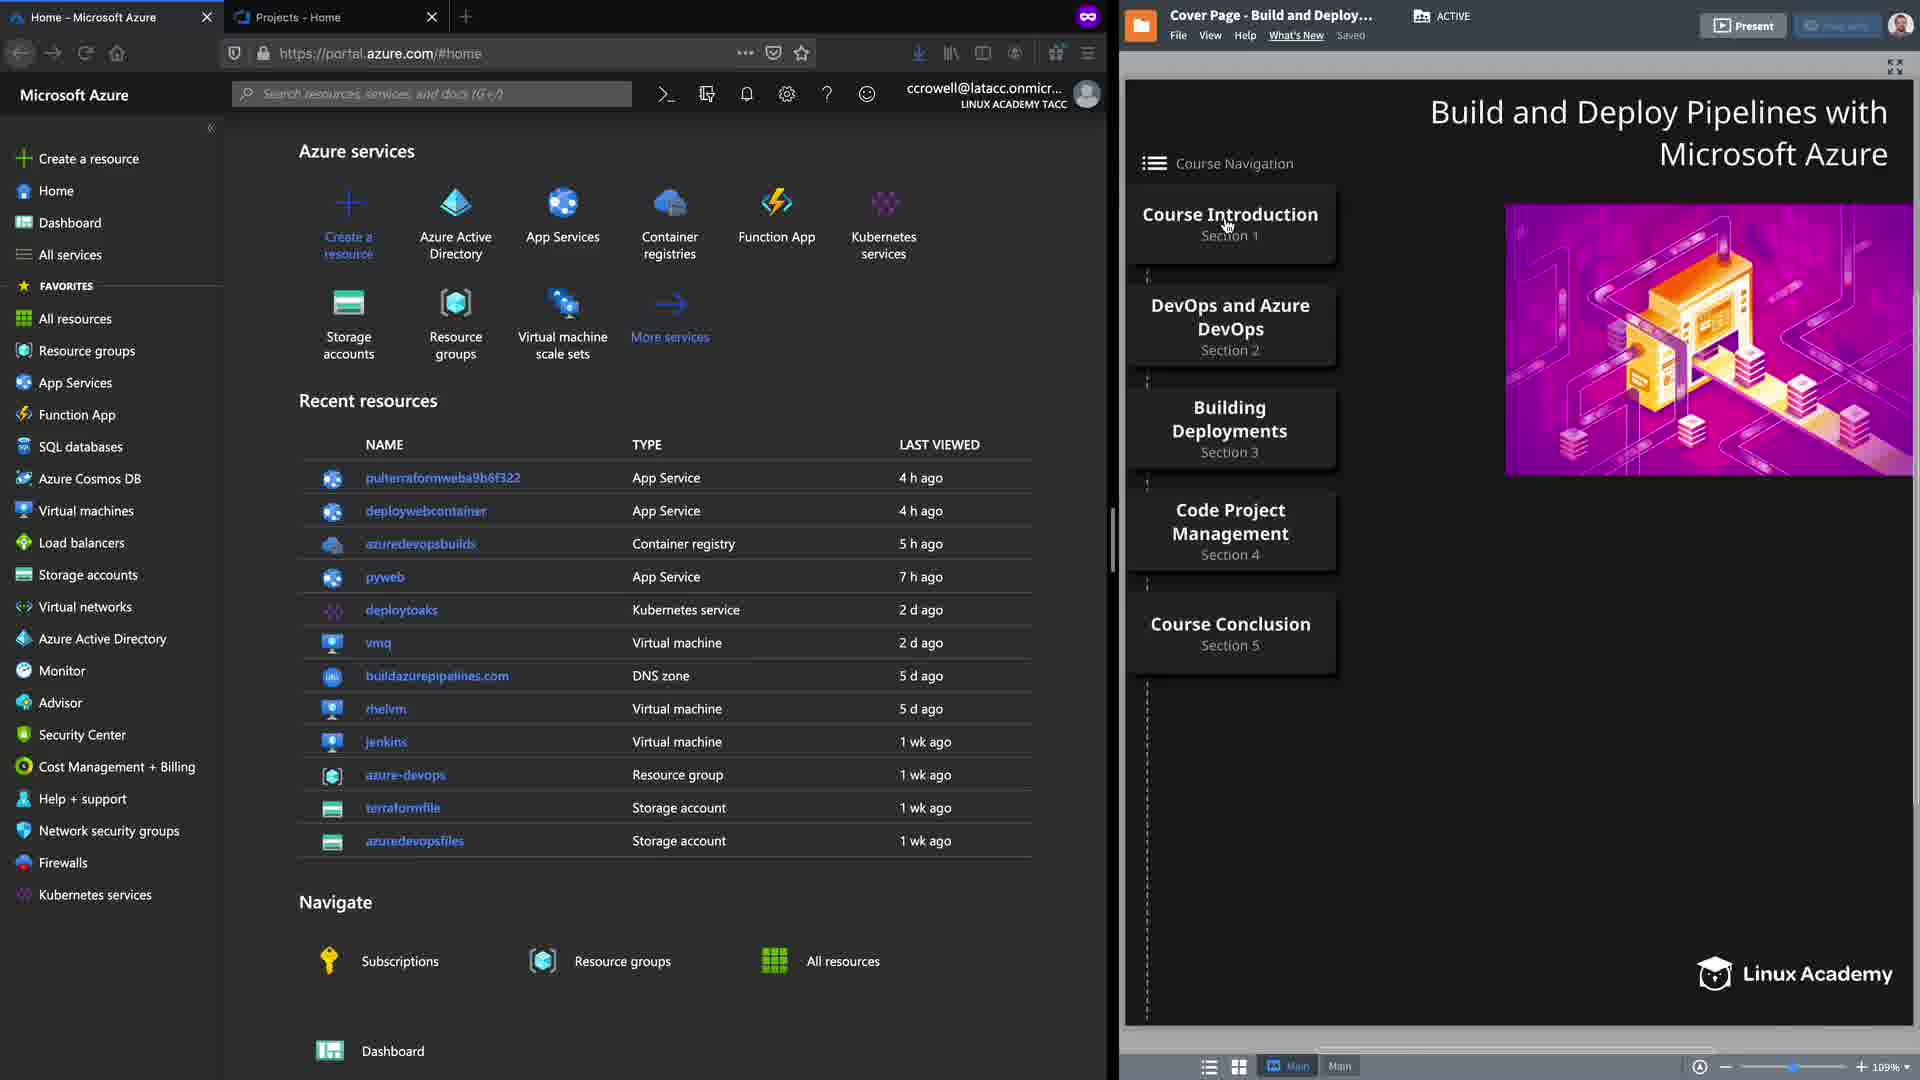 Home - Microsoft Azure
Projects - Home
https://portal.azure.com/#home
Microsoft Azure
Search resources, services, and docs (G+/)
ccrowell@latacc.onmicr...
LINUX ACADEMY TACC
Create a resource
Home
Dashboard
All services
FAVORITES
All resources
Resource groups
App Services
Function App
SQL databases
Azure Cosmos DB
Virtual machines
Load balancers
Storage accounts
Virtual networks
Azure Active Directory
Monitor
Advisor
Security Center
Cost Management + Billing
Help + support
Network security groups
Firewalls
Kubernetes services
Azure services
Create a resource
Azure Active Directory
App Services
Container registries
Function App
Kubernetes services
Storage accounts
Resource groups
Virtual machine scale sets
More services
Recent resources
NAME TYPE LAST VIEWED
pulterraformweba9b6f322 App Service 4 h ago
deploywebcontainer App Service 4 h ago
azuredevopsbuilds Container registry 5 h ago
pyweb App Service 7 h ago
deploytoaks Kubernetes service 2 d ago
vmq Virtual machine 2 d ago
buildazurepipelines.com DNS zone 5 d ago
rhelvm Virtual machine 5 d ago
jenkins Virtual machine 1 wk ago
azure-devops Resource group 1 wk ago
terraformfile Storage account 1 wk ago
azuredevopsfiles Storage account 1 wk ago
Navigate
Subscriptions
Resource groups
All resources
Dashboard
Cover Page - Build and Deploy...
ACTIVE
File View Help What's New Saved
Present
Build and Deploy Pipelines with
Microsoft Azure
Course Navigation
Course Introduction
Section 1
DevOps and Azure
DevOps
Section 2
Building
Deployments
Section 3
Code Project
Management
Section 4
Course Conclusion
Section 5
Linux Academy
Main
Main
109%